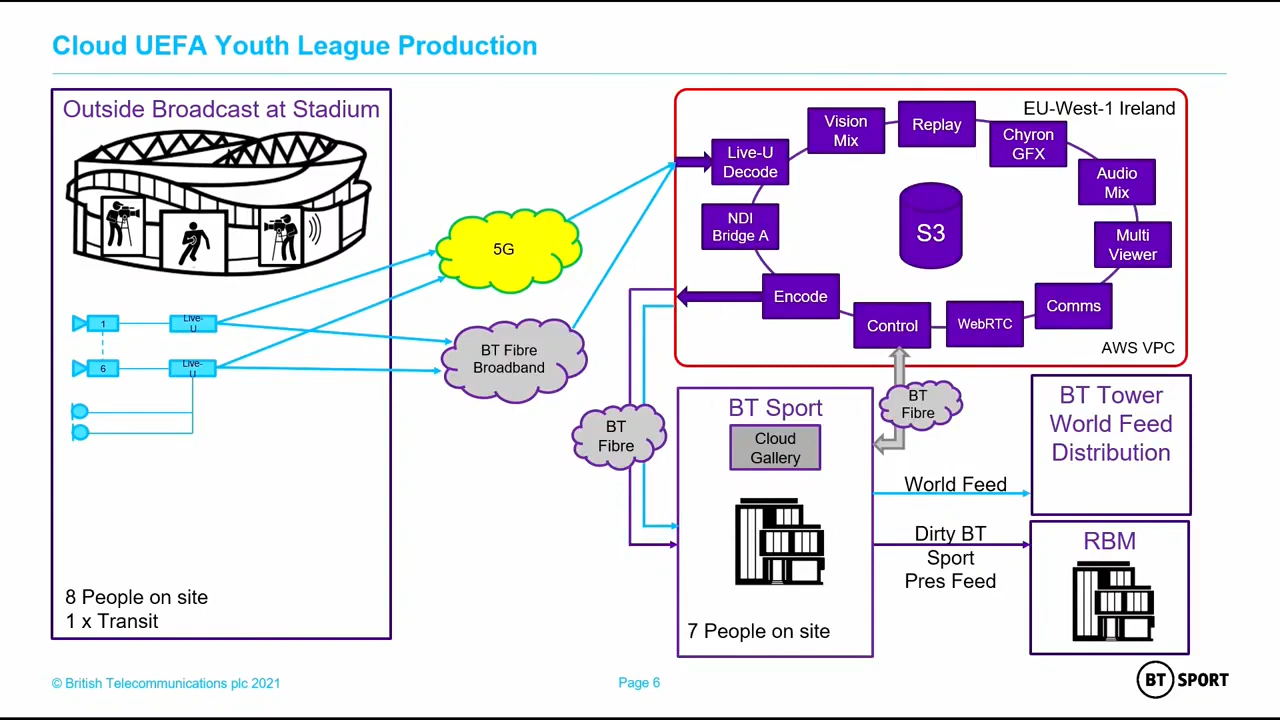 Cloud UEFA Youth League Production
Outside Broadcast at Stadium
1
Live-
U
6
Live-
U
8 People on site
1 x Transit
5G
BT Fibre
Broadband
EU-West-1 Ireland
Live-U
Decode
Vision
Mix
Replay
Chyron
GFX
Audio
Mix
Multi
Viewer
Comms
WebRTC
Control
Encode
NDI
Bridge A
S3
AWS VPC
BT
Fibre
BT
Fibre
BT Sport
Cloud
Gallery
7 People on site
World Feed
Dirty BT
Sport
Pres Feed
BT Tower
World Feed
Distribution
RBM
© British Telecommunications plc 2021
Page 6
BT SPORT